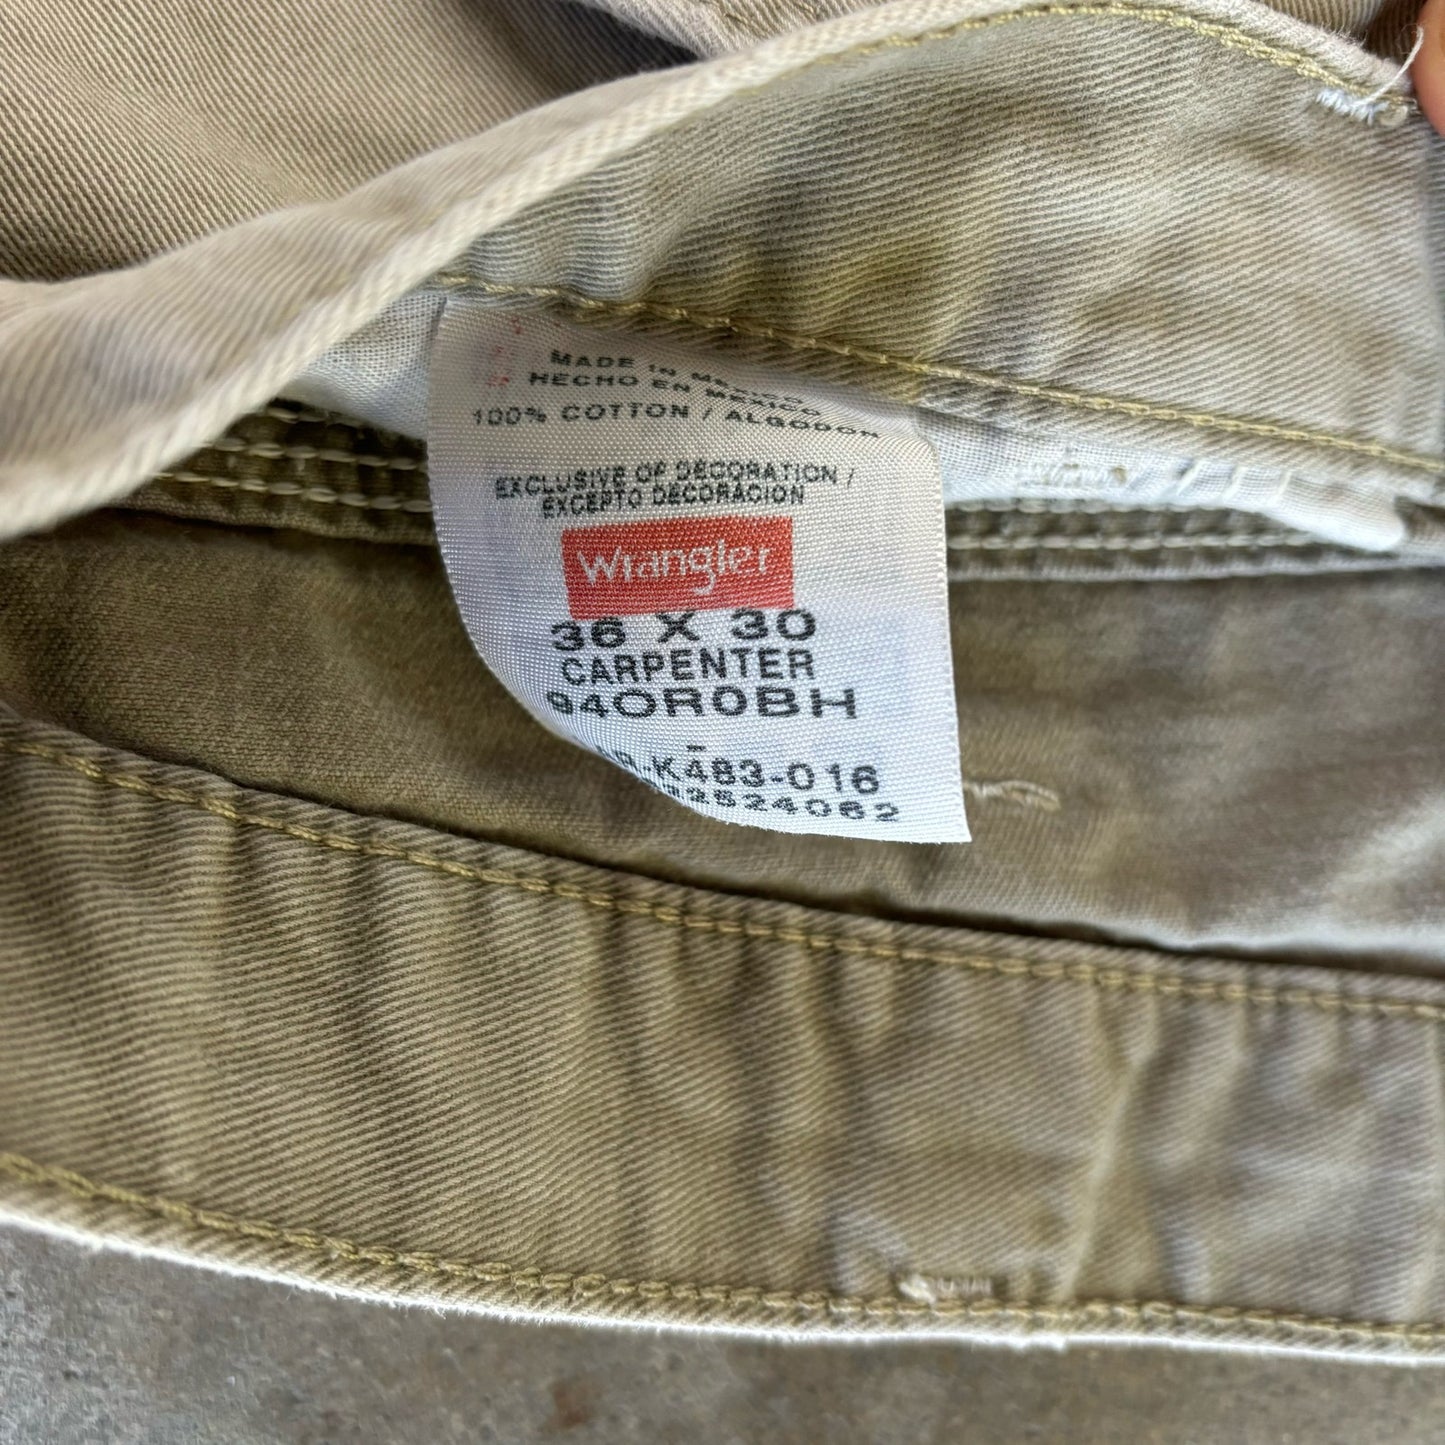 MADE IN MEXICO
HECHO EN MEXICO
100% COTTON / ALGODON
EXCLUSIVE OF DECORATION /
EXCEPTO DECORACION
Wrangler
36 X 30
CARPENTER
94OR0BH
-K483-016
2524062